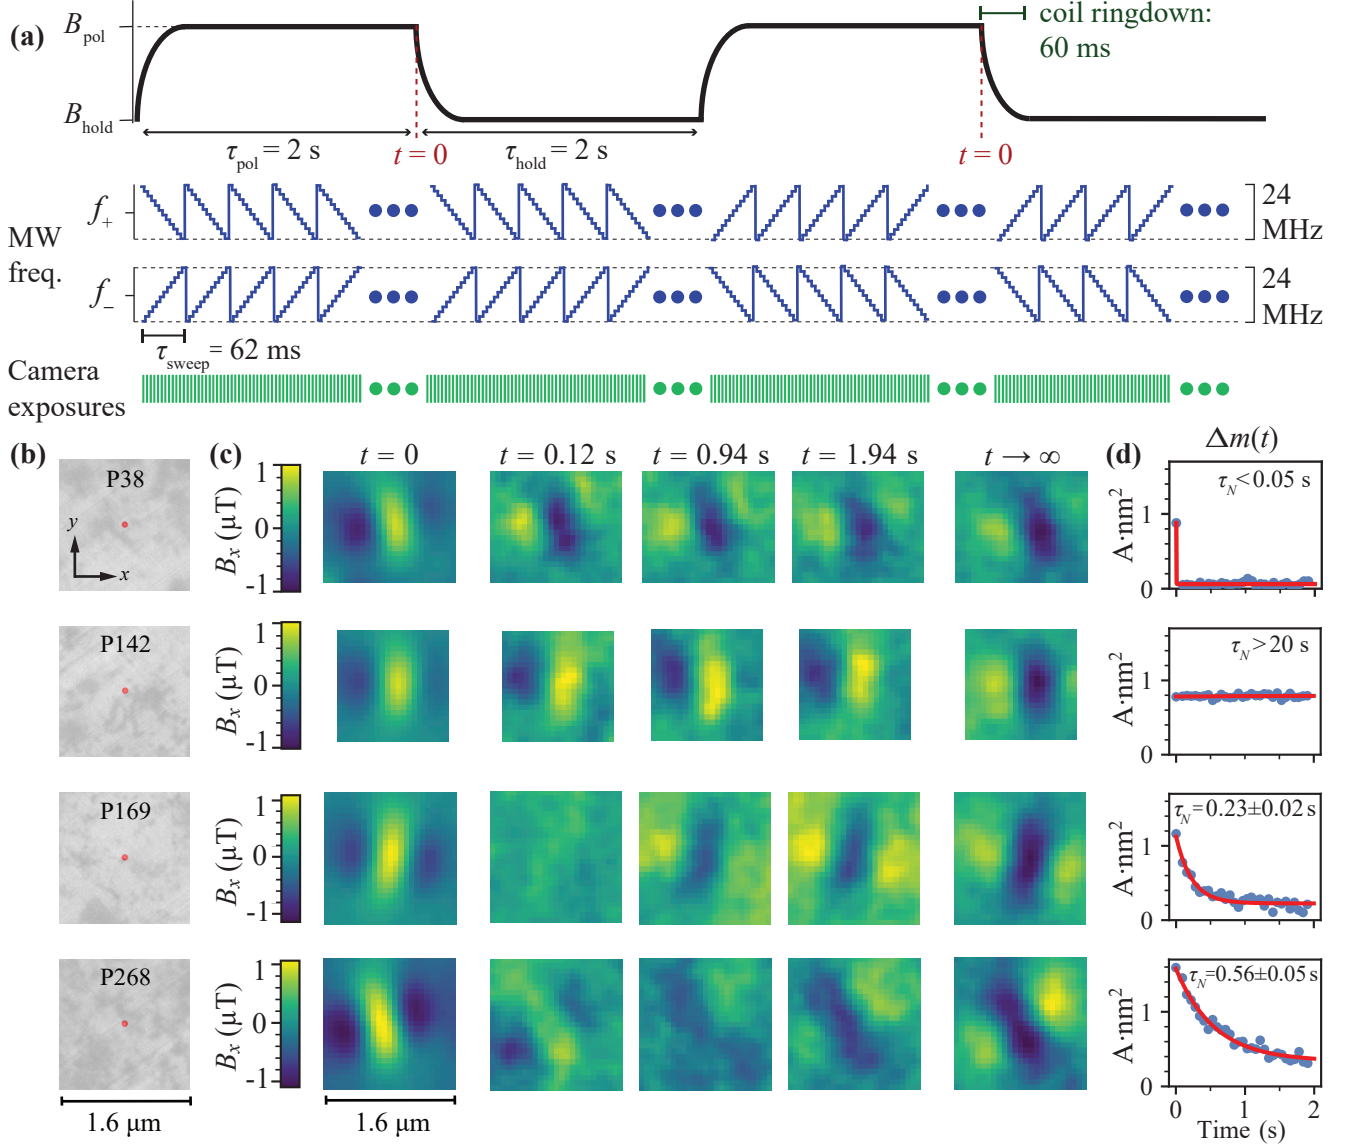 (a)
B_pol
B_hold
coil ringdown:
60 ms
τ_pol = 2 s
t = 0
τ_hold = 2 s
t = 0
MW
freq.
f_+
24
MHz
f_−
24
MHz
τ_sweep = 62 ms
Camera
exposures
(b)
(c)
t = 0
t = 0.12 s
t = 0.94 s
t = 1.94 s
t → ∞
(d)
Δm(t)
P38
y
x
B_x (μT)
1
0
-1
A·nm²
1
0
τ_N < 0.05 s
P142
B_x (μT)
1
0
-1
A·nm²
1
0
τ_N > 20 s
P169
B_x (μT)
1
0
-1
A·nm²
1
0
τ_N = 0.23±0.02 s
P268
B_x (μT)
1
0
-1
A·nm²
1
0
τ_N = 0.56±0.05 s
0 1 2
Time (s)
1.6 μm
1.6 μm